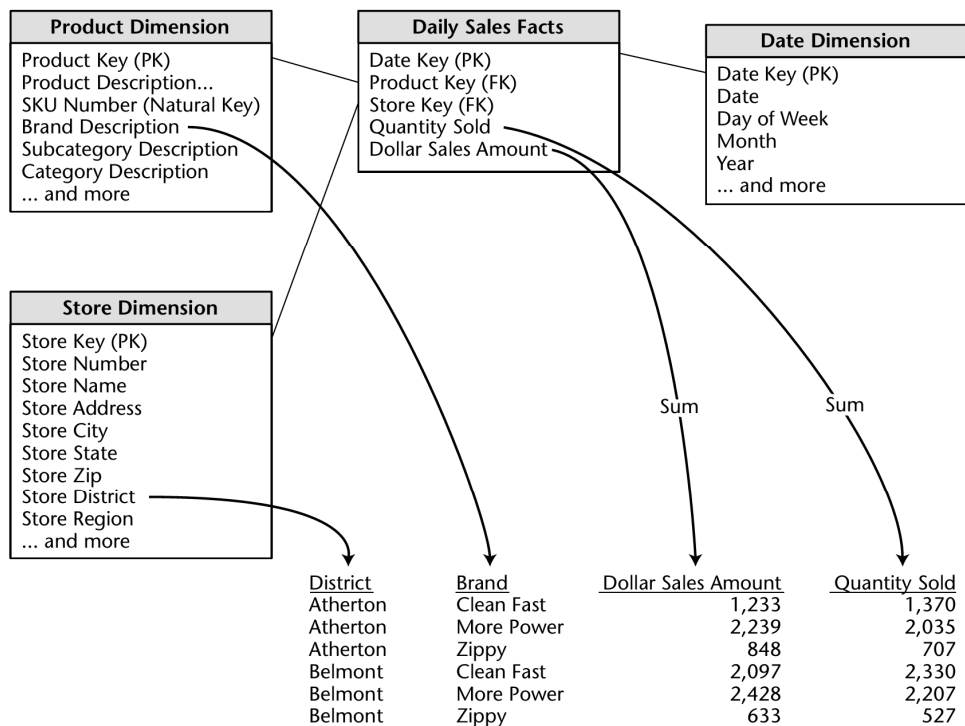 Product Dimension
Product Key (PK)
Product Description...
SKU Number (Natural Key)
Brand Description
Subcategory Description
Category Description
... and more
Daily Sales Facts
Date Key (PK)
Product Key (FK)
Store Key (FK)
Quantity Sold
Dollar Sales Amount
Date Dimension
Date Key (PK)
Date
Day of Week
Month
Year
... and more
Store Dimension
Store Key (PK)
Store Number
Store Name
Store Address
Store City
Store State
Store Zip
Store District
Store Region
... and more
Sum
Sum
District Brand Dollar Sales Amount Quantity Sold
Atherton Clean Fast 1,233 1,370
Atherton More Power 2,239 2,035
Atherton Zippy 848 707
Belmont Clean Fast 2,097 2,330
Belmont More Power 2,428 2,207
Belmont Zippy 633 527